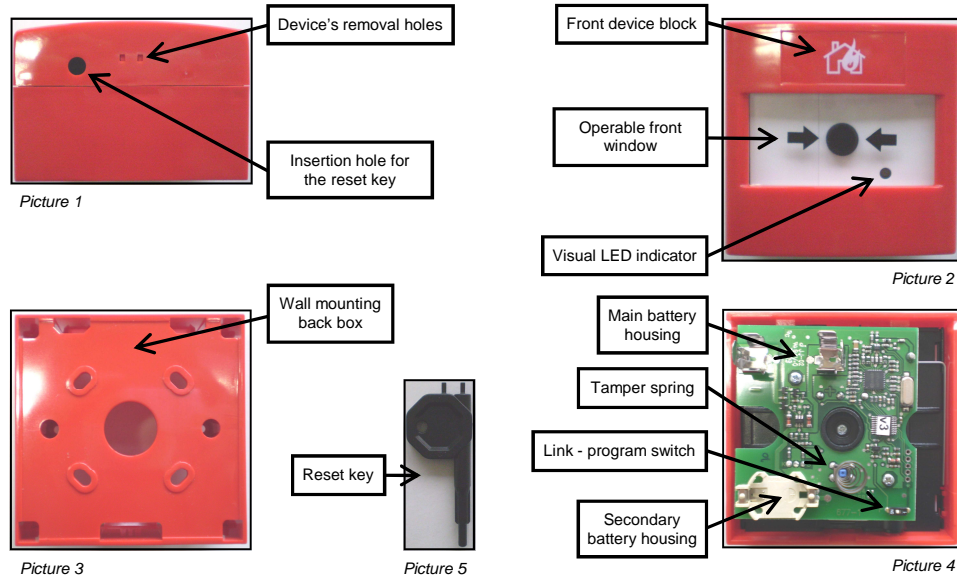 Device's removal holes
Insertion hole for
the reset key
Picture 1
Front device block
Operable front
window
Visual LED indicator
Picture 2
Wall mounting
back box
Picture 3
Reset key
Picture 5
Main battery
housing
Tamper spring
Link - program switch
Secondary
battery housing
V3
Picture 4